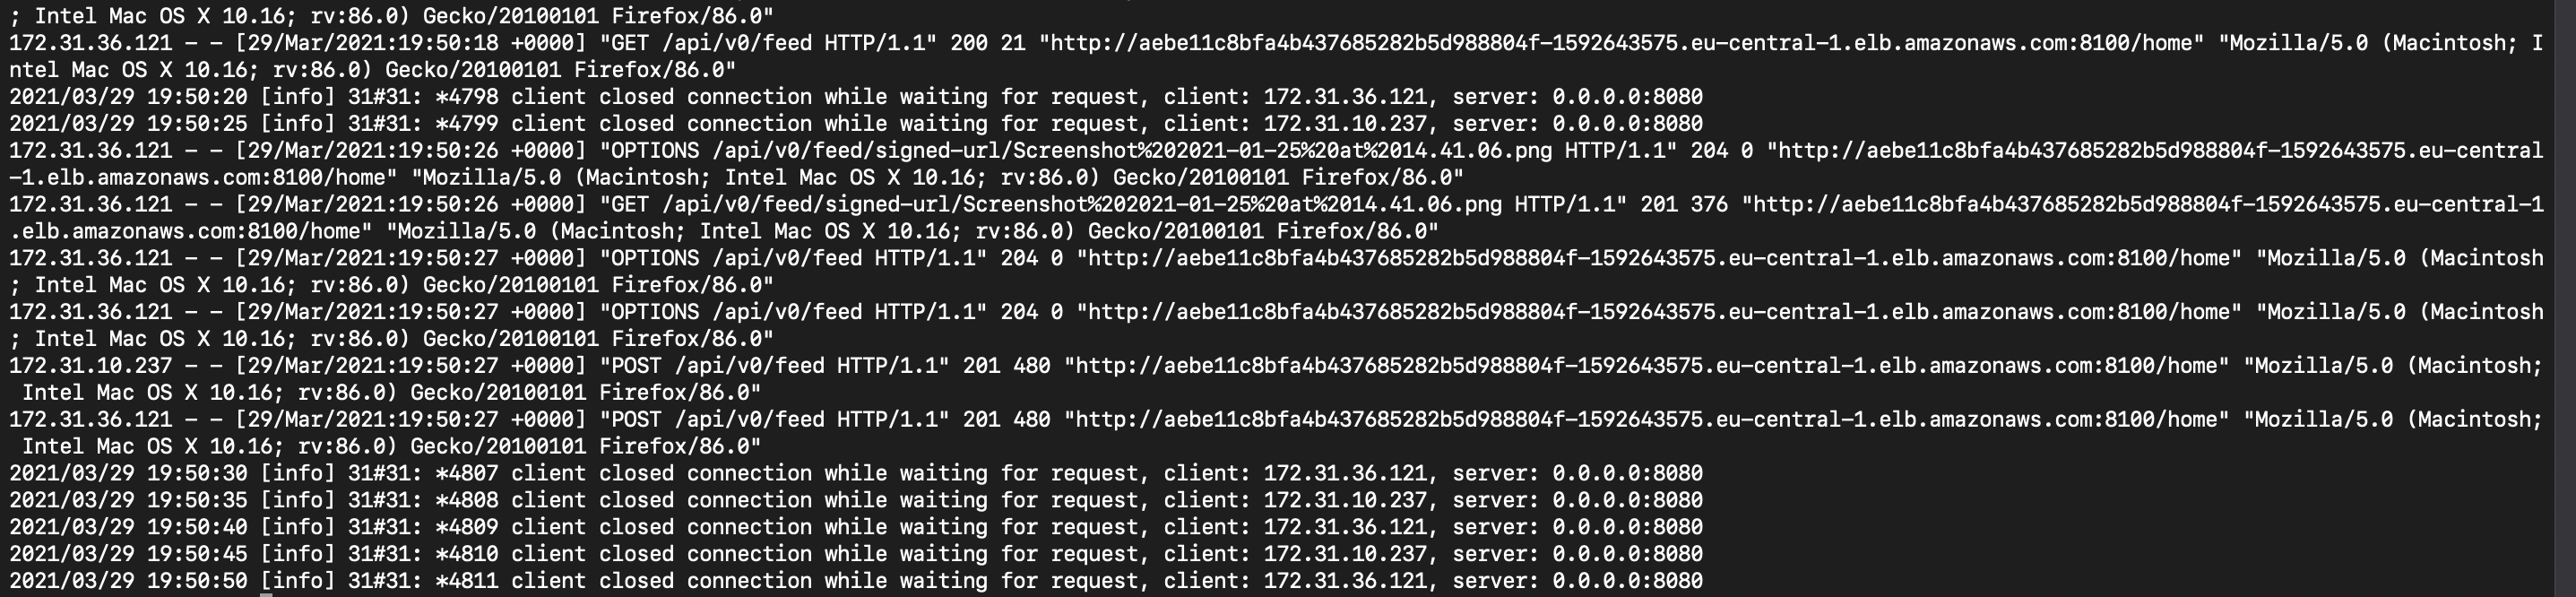 ; Intel Mac OS X 10.16; rv:86.0) Gecko/20100101 Firefox/86.0"
172.31.36.121 - - [29/Mar/2021:19:50:18 +0000] "GET /api/v0/feed HTTP/1.1" 200 21 "http://aebe11c8bfa4b437685282b5d988804f-1592643575.eu-central-1.elb.amazonaws.com:8100/home" "Mozilla/5.0 (Macintosh; I
ntel Mac OS X 10.16; rv:86.0) Gecko/20100101 Firefox/86.0"
2021/03/29 19:50:20 [info] 31#31: *4798 client closed connection while waiting for request, client: 172.31.36.121, server: 0.0.0.0:8080
2021/03/29 19:50:25 [info] 31#31: *4799 client closed connection while waiting for request, client: 172.31.10.237, server: 0.0.0.0:8080
172.31.36.121 - - [29/Mar/2021:19:50:26 +0000] "OPTIONS /api/v0/feed/signed-url/Screenshot%202021-01-25%20at%2014.41.06.png HTTP/1.1" 204 0 "http://aebe11c8bfa4b437685282b5d988804f-1592643575.eu-central
-1.elb.amazonaws.com:8100/home" "Mozilla/5.0 (Macintosh; Intel Mac OS X 10.16; rv:86.0) Gecko/20100101 Firefox/86.0"
172.31.36.121 - - [29/Mar/2021:19:50:26 +0000] "GET /api/v0/feed/signed-url/Screenshot%202021-01-25%20at%2014.41.06.png HTTP/1.1" 201 376 "http://aebe11c8bfa4b437685282b5d988804f-1592643575.eu-central-1
.elb.amazonaws.com:8100/home" "Mozilla/5.0 (Macintosh; Intel Mac OS X 10.16; rv:86.0) Gecko/20100101 Firefox/86.0"
172.31.36.121 - - [29/Mar/2021:19:50:27 +0000] "OPTIONS /api/v0/feed HTTP/1.1" 204 0 "http://aebe11c8bfa4b437685282b5d988804f-1592643575.eu-central-1.elb.amazonaws.com:8100/home" "Mozilla/5.0 (Macintosh
; Intel Mac OS X 10.16; rv:86.0) Gecko/20100101 Firefox/86.0"
172.31.36.121 - - [29/Mar/2021:19:50:27 +0000] "OPTIONS /api/v0/feed HTTP/1.1" 204 0 "http://aebe11c8bfa4b437685282b5d988804f-1592643575.eu-central-1.elb.amazonaws.com:8100/home" "Mozilla/5.0 (Macintosh
; Intel Mac OS X 10.16; rv:86.0) Gecko/20100101 Firefox/86.0"
172.31.10.237 - - [29/Mar/2021:19:50:27 +0000] "POST /api/v0/feed HTTP/1.1" 201 480 "http://aebe11c8bfa4b437685282b5d988804f-1592643575.eu-central-1.elb.amazonaws.com:8100/home" "Mozilla/5.0 (Macintosh;
 Intel Mac OS X 10.16; rv:86.0) Gecko/20100101 Firefox/86.0"
172.31.36.121 - - [29/Mar/2021:19:50:27 +0000] "POST /api/v0/feed HTTP/1.1" 201 480 "http://aebe11c8bfa4b437685282b5d988804f-1592643575.eu-central-1.elb.amazonaws.com:8100/home" "Mozilla/5.0 (Macintosh;
 Intel Mac OS X 10.16; rv:86.0) Gecko/20100101 Firefox/86.0"
2021/03/29 19:50:30 [info] 31#31: *4807 client closed connection while waiting for request, client: 172.31.36.121, server: 0.0.0.0:8080
2021/03/29 19:50:35 [info] 31#31: *4808 client closed connection while waiting for request, client: 172.31.10.237, server: 0.0.0.0:8080
2021/03/29 19:50:40 [info] 31#31: *4809 client closed connection while waiting for request, client: 172.31.36.121, server: 0.0.0.0:8080
2021/03/29 19:50:45 [info] 31#31: *4810 client closed connection while waiting for request, client: 172.31.10.237, server: 0.0.0.0:8080
2021/03/29 19:50:50 [info] 31#31: *4811 client closed connection while waiting for request, client: 172.31.36.121, server: 0.0.0.0:8080